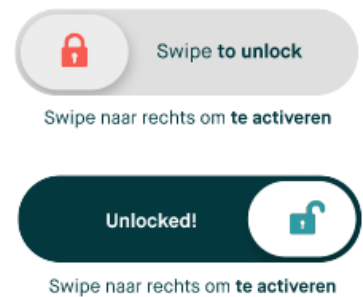 Swipe to unlock
Swipe naar rechts om te activeren
Unlocked!
Swipe naar rechts om te activeren